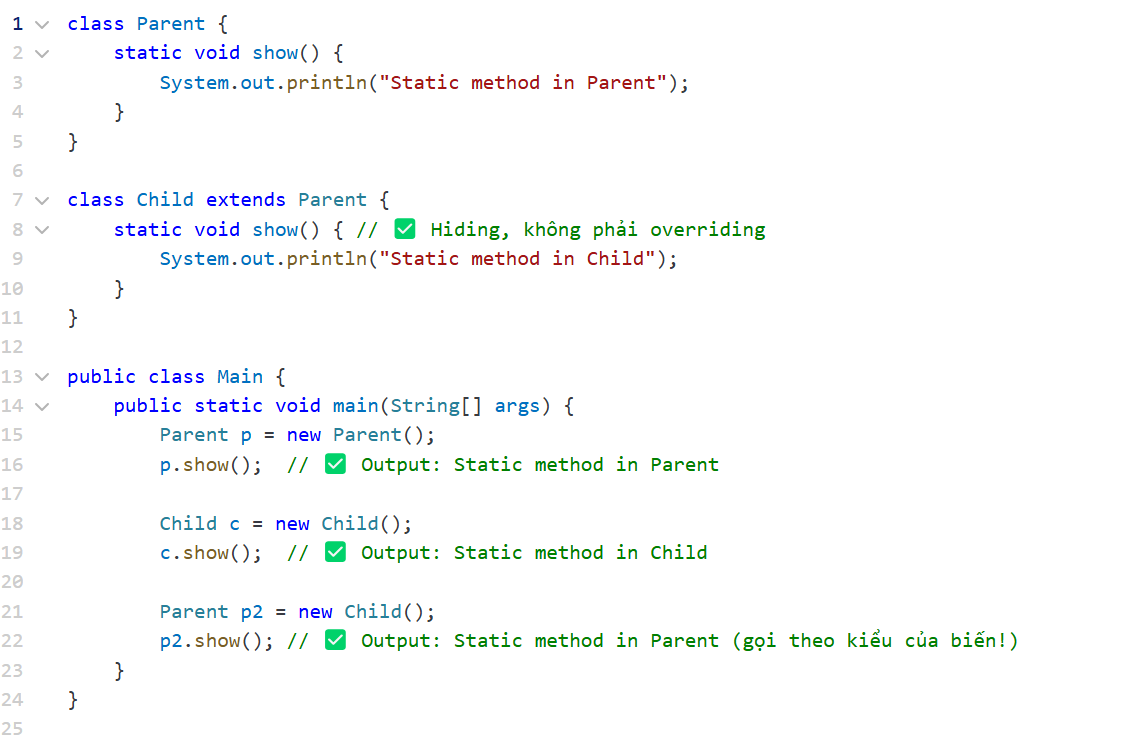 1 class Parent {
2 static void show() {
3 System.out.println("Static method in Parent");
4 }
5 }
6
7 class Child extends Parent {
8 static void show() { // ✅ Hiding, không phải overriding
9 System.out.println("Static method in Child");
10 }
11 }
12
13 public class Main {
14 public static void main(String[] args) {
15 Parent p = new Parent();
16 p.show(); // ✅ Output: Static method in Parent
17
18 Child c = new Child();
19 c.show(); // ✅ Output: Static method in Child
20
21 Parent p2 = new Child();
22 p2.show(); // ✅ Output: Static method in Parent (gọi theo kiểu của biến!)
23 }
24 }
25